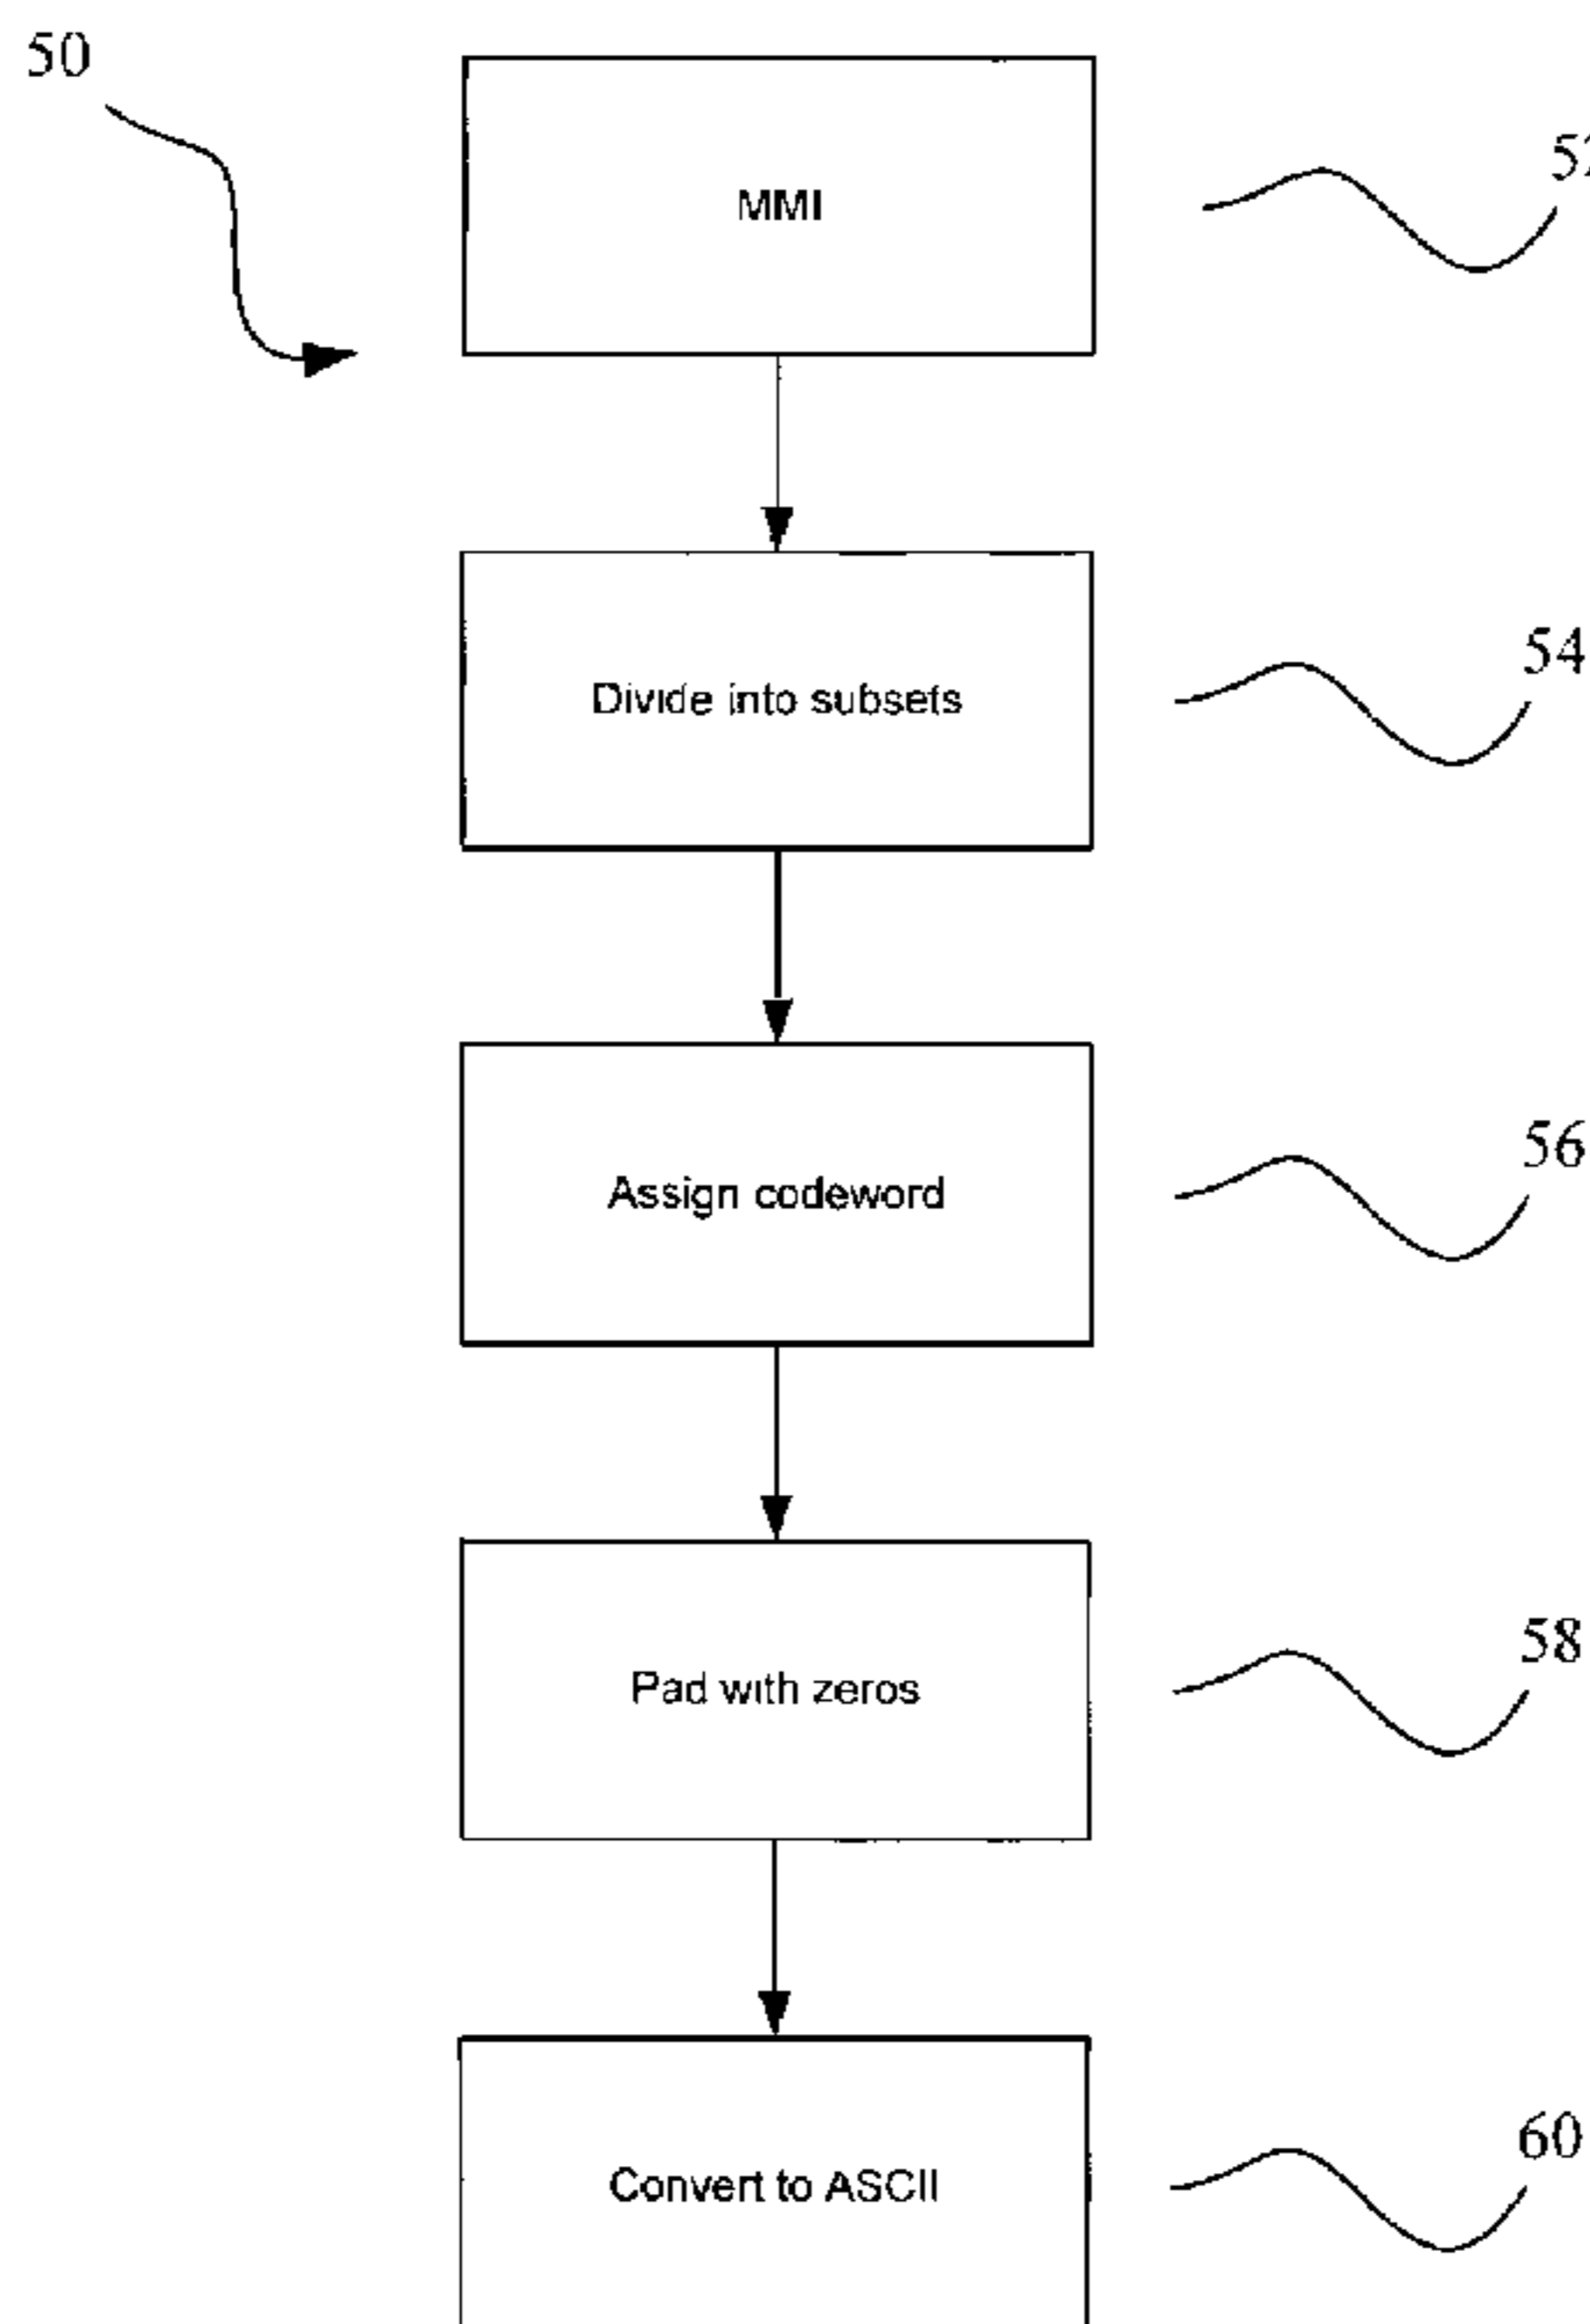 50
MMI
Divide into subsets
54
Assign codeword
56
Pad with zeros
58
Convert to ASCII
60